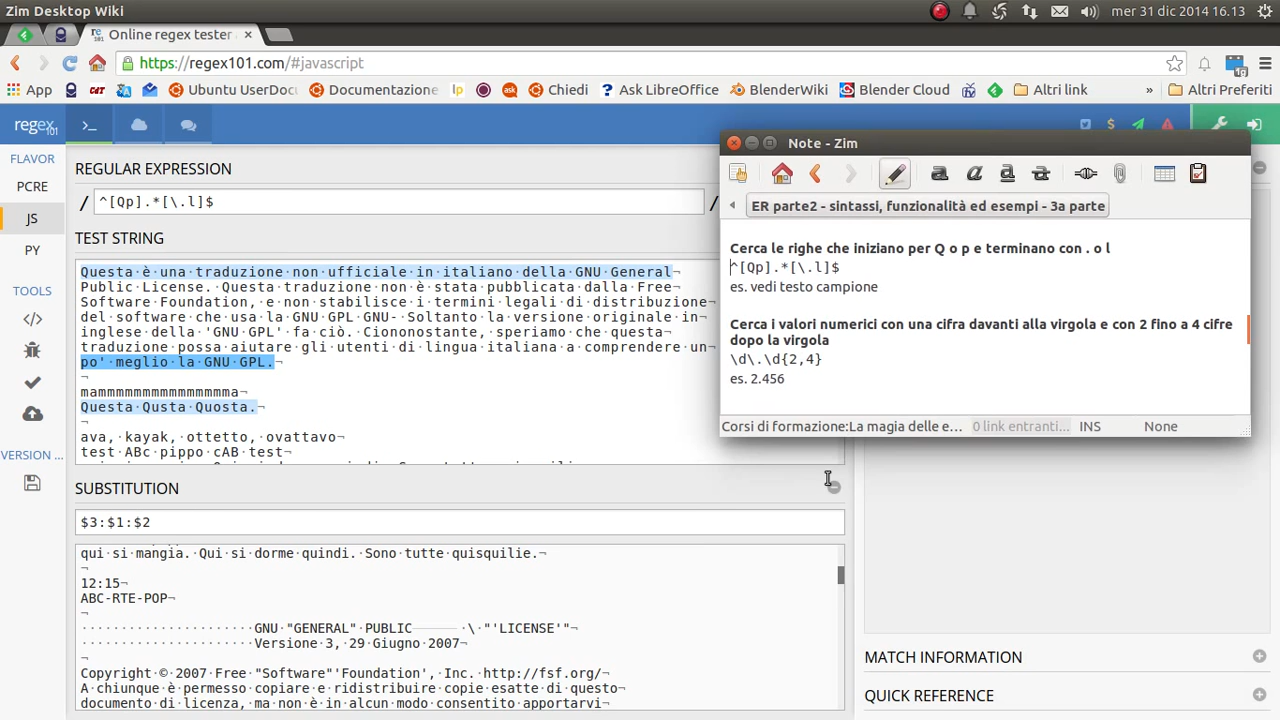 Zim Desktop Wiki
mer 31 dic 2014 16.13
Online regex tester
https://regex101.com/#javascript
App
CAT
Ubuntu UserDocu
Documentazione
lp
ask
Chiedi
Ask LibreOffice
BlenderWiki
Blender Cloud
Altri link
»
Altri Preferiti
regex
101
FLAVOR
PCRE
JS
PY
TOOLS
VERSION ...
REGULAR EXPRESSION
/ ^[Qp].*[\.l]$ /
TEST STRING
Questa·è·una·traduzione·non·ufficiale·in·italiano·della·GNU·General¬
Public·License.·Questa·traduzione·non·è·stata·pubblicata·dalla·Free¬
Software·Foundation,·e·non·stabilisce·i·termini·legali·di·distribuzione¬
del·software·che·usa·la·GNU·GPL·GNU-·Soltanto·la·versione·originale·in¬
inglese·della·'GNU·GPL'·fa·ciò.·Ciononostante,·speriamo·che·questa¬
traduzione·possa·aiutare·gli·utenti·di·lingua·italiana·a·comprendere·un¬
po'·meglio·la·GNU·GPL.¬
¬
mammmmmmmmmmmmmmma¬
Questa·Qusta·Quosta.¬
¬
ava,·kayak,·ottetto,·ovattavo¬
test·ABc·pippo·cAB·test¬
SUBSTITUTION
$3:$1:$2
qui·si·mangia.·Qui·si·dorme·quindi.·Sono·tutte·quisquilie.¬
¬
12:15¬
ABC-RTE-POP¬
¬
······················GNU·"GENERAL"·PUBLIC ·\·"'LICENSE'"¬
······················Versione·3,·29·Giugno·2007¬
¬
Copyright·©·2007·Free·"Software"'Foundation',·Inc.·http://fsf.org/¬
A·chiunque·è·permesso·copiare·e·ridistribuire·copie·esatte·di·questo¬
documento·di·licenza,·ma·non·è·in·alcun·modo·consentito·apportarvi¬
Note - Zim
ER parte2 - sintassi, funzionalità ed esempi - 3a parte
Cerca le righe che iniziano per Q o p e terminano con . o l
^[Qp].*[\.l]$
es. vedi testo campione
Cerca i valori numerici con una cifra davanti alla virgola e con 2 fino a 4 cifre
dopo la virgola
\d\.\d{2,4}
es. 2.456
Corsi di formazione:La magia delle e...
0 link entranti...
INS
None
MATCH INFORMATION
QUICK REFERENCE